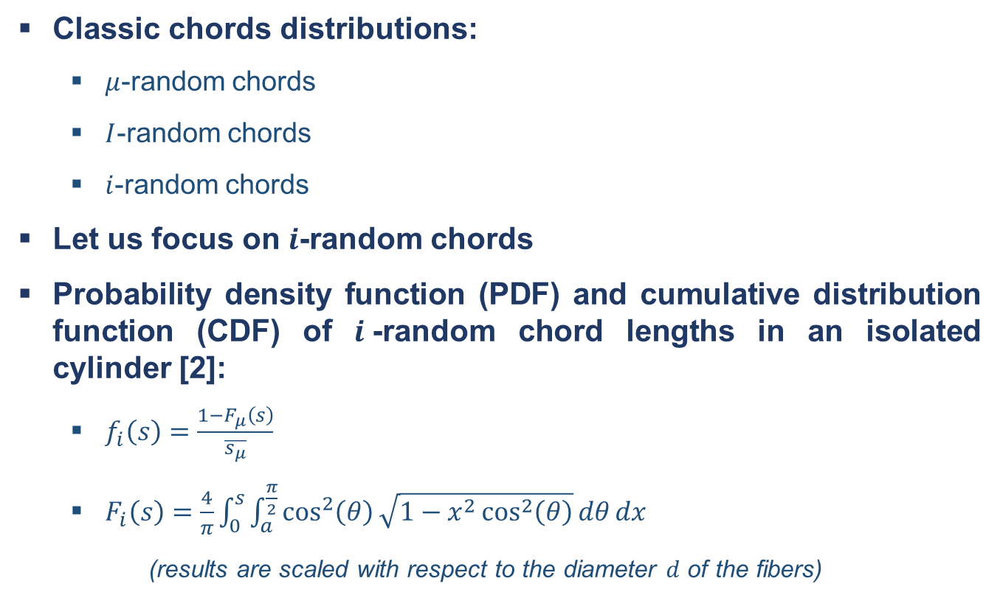 ▪ Classic chords distributions:
▪ μ-random chords
▪ I-random chords
▪ i-random chords
▪ Let us focus on i-random chords
▪ Probability density function (PDF) and cumulative distribution
function (CDF) of i -random chord lengths in an isolated
cylinder [2]:
▪ $f_i(s) = \frac{1-F_\mu(s)}{\overline{s_\mu}}$
▪ $F_i(s) = \frac{4}{\pi} \int_0^s \int_a^{\frac{\pi}{2}} \cos^2(\theta) \sqrt{1 - x^2 \cos^2(\theta)} \, d\theta \, dx$
(results are scaled with respect to the diameter d of the fibers)